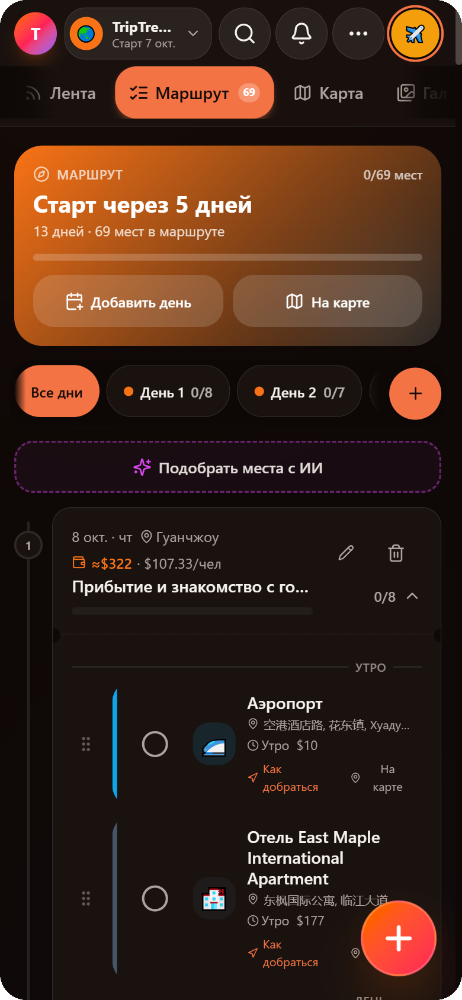 T
TripTre...
Старт 7 окт.
Лента
Маршрут 69
Карта
Гал
МАРШРУТ
0/69 мест
Старт через 5 дней
13 дней · 69 мест в маршруте
Добавить день
На карте
Все дни
День 1 0/8
День 2 0/7
Подобрать места с ИИ
1
8 окт. · чт Гуанчжоу
≈$322 · $107.33/чел
Прибытие и знакомство с го...
0/8
УТРО
Аэропорт
空港酒店路, 花东镇, Хуаду...
Утро $10
Как
добраться
На
карте
Отель East Maple
International
Apartment
东枫国际公寓, 临江大道
Утро $177
Как
добраться